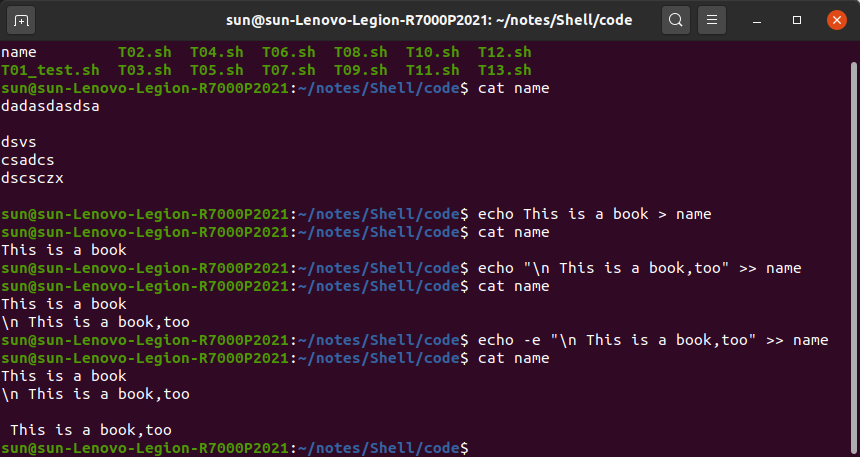 sun@sun-Lenovo-Legion-R7000P2021: ~/notes/Shell/code
name         T02.sh  T04.sh  T06.sh  T08.sh  T10.sh  T12.sh
T01_test.sh  T03.sh  T05.sh  T07.sh  T09.sh  T11.sh  T13.sh
sun@sun-Lenovo-Legion-R7000P2021:~/notes/Shell/code$ cat name
dadasdasdsa

dsvs
csadcs
dscsczx

sun@sun-Lenovo-Legion-R7000P2021:~/notes/Shell/code$ echo This is a book > name
sun@sun-Lenovo-Legion-R7000P2021:~/notes/Shell/code$ cat name
This is a book
sun@sun-Lenovo-Legion-R7000P2021:~/notes/Shell/code$ echo "\n This is a book,too" >> name
sun@sun-Lenovo-Legion-R7000P2021:~/notes/Shell/code$ cat name
This is a book
\n This is a book,too
sun@sun-Lenovo-Legion-R7000P2021:~/notes/Shell/code$ echo -e "\n This is a book,too" >> name
sun@sun-Lenovo-Legion-R7000P2021:~/notes/Shell/code$ cat name
This is a book
\n This is a book,too

 This is a book,too
sun@sun-Lenovo-Legion-R7000P2021:~/notes/Shell/code$